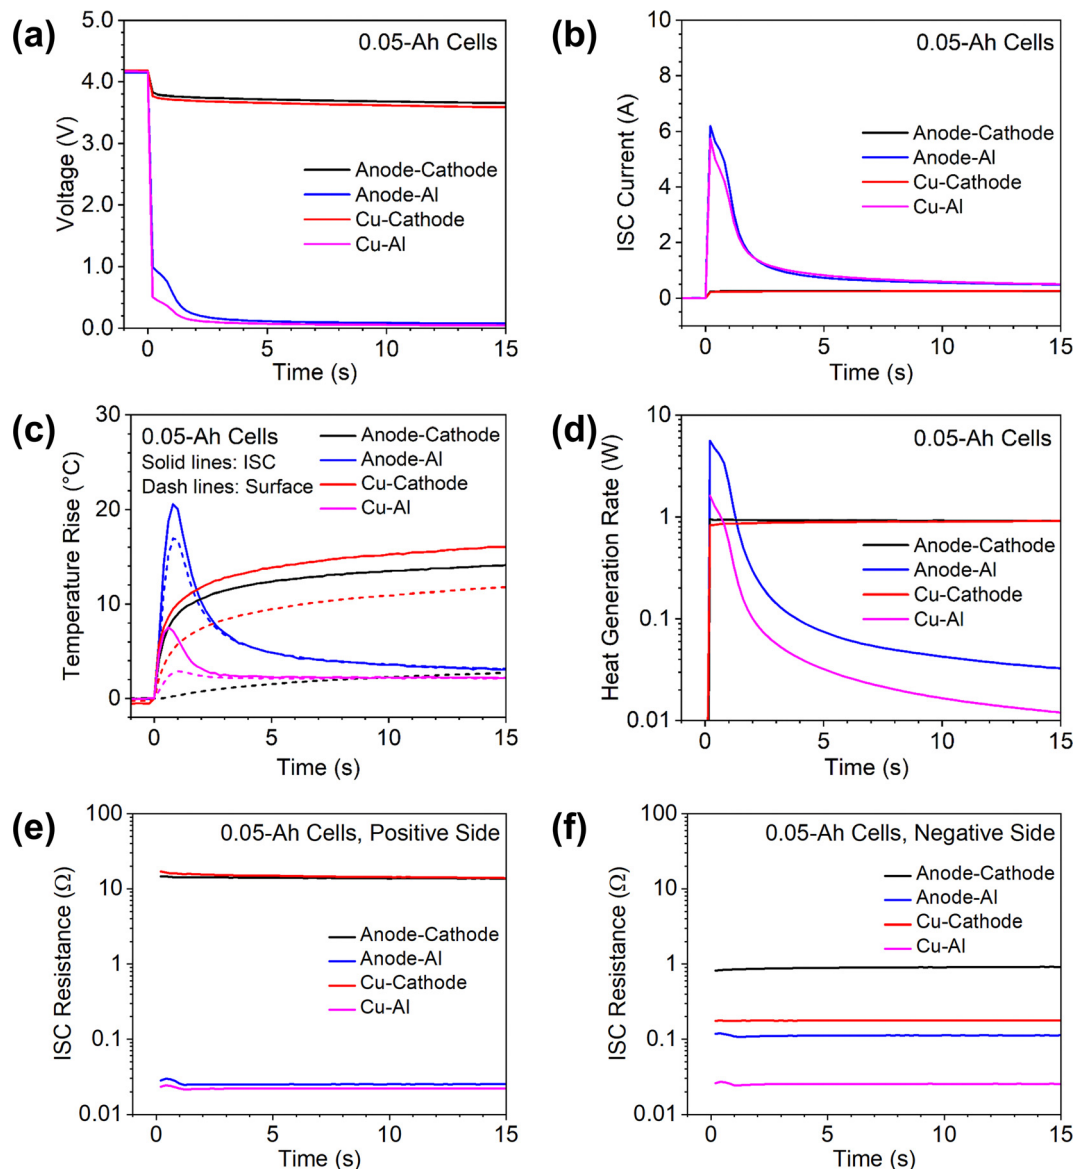 (a)
0.05-Ah Cells
5.0
4.0
3.0
2.0
1.0
0.0
Voltage (V)
Anode-Cathode
Anode-Al
Cu-Cathode
Cu-Al
0 5 10 15
Time (s)
(b)
0.05-Ah Cells
10
8
6
4
2
0
ISC Current (A)
Anode-Cathode
Anode-Al
Cu-Cathode
Cu-Al
0 5 10 15
Time (s)
(c)
0.05-Ah Cells
Solid lines: ISC
Dash lines: Surface
30
20
10
0
Temperature Rise (°C)
Anode-Cathode
Anode-Al
Cu-Cathode
Cu-Al
0 5 10 15
Time (s)
(d)
0.05-Ah Cells
10
1
0.1
0.01
Heat Generation Rate (W)
Anode-Cathode
Anode-Al
Cu-Cathode
Cu-Al
0 5 10 15
Time (s)
(e)
0.05-Ah Cells, Positive Side
100
10
1
0.1
0.01
ISC Resistance (Ω)
Anode-Cathode
Anode-Al
Cu-Cathode
Cu-Al
0 5 10 15
Time (s)
(f)
0.05-Ah Cells, Negative Side
100
10
1
0.1
0.01
ISC Resistance (Ω)
Anode-Cathode
Anode-Al
Cu-Cathode
Cu-Al
0 5 10 15
Time (s)